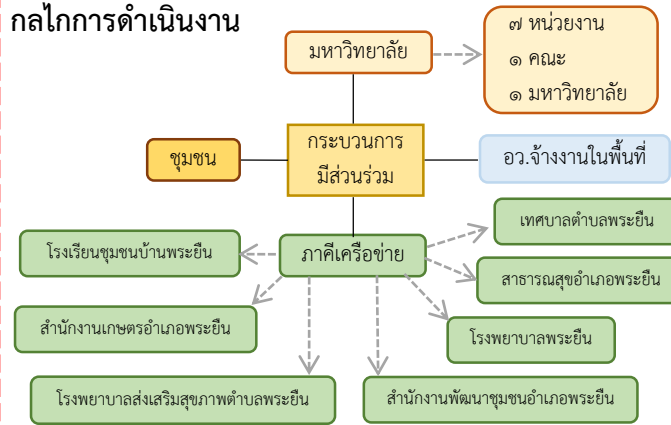 กลไกการดำเนินงาน
มหาวิทยาลัย
๗ หน่วยงาน
๑ คณะ
๑ มหาวิทยาลัย
ชุมชน
กระบวนการ
มีส่วนร่วม
อว.จ้างงานในพื้นที่
ภาคีเครือข่าย
เทศบาลตำบลพระยืน
โรงเรียนชุมชนบ้านพระยืน
สาธารณสุขอำเภอพระยืน
สำนักงานเกษตรอำเภอพระยืน
โรงพยาบาลพระยืน
โรงพยาบาลส่งเสริมสุขภาพตำบลพระยืน
สำนักงานพัฒนาชุมชนอำเภอพระยืน